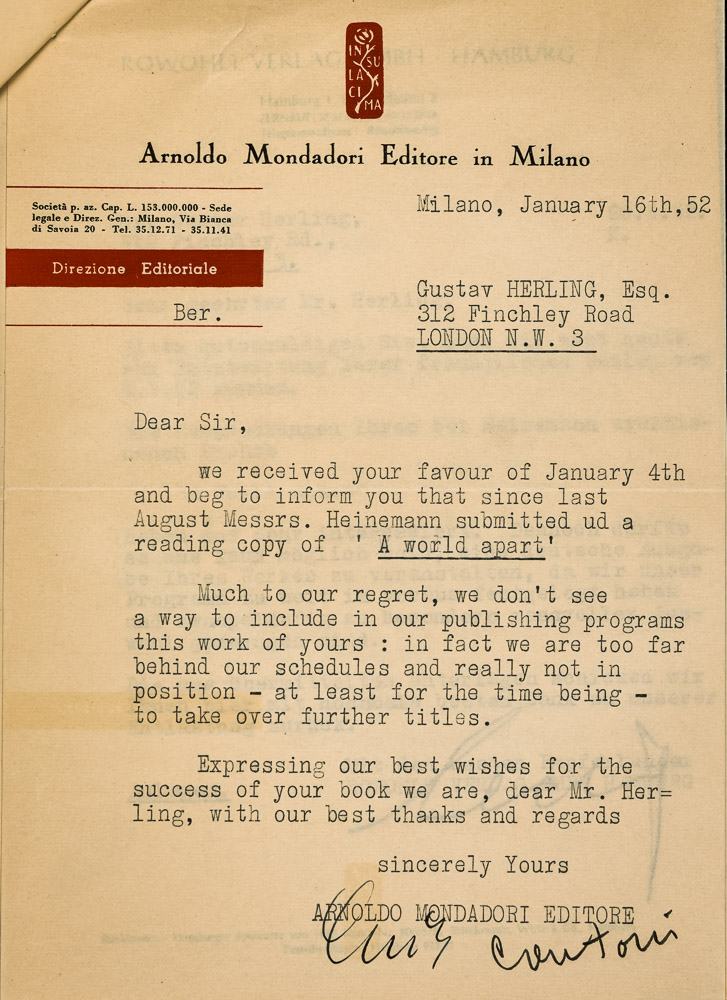 IN
SU
LA
CI
MA
Arnoldo Mondadori Editore in Milano
Società p. az. Cap. L. 153.000.000 - Sede
legale e Direz. Gen.: Milano, Via Bianca
di Savoia 20 - Tel. 35.12.71 - 35.11.41
Direzione Editoriale
Ber.
Milano, January 16th,52
Gustav HERLING, Esq.
312 Finchley Road
LONDON N.W. 3
Dear Sir,
we received your favour of January 4th
and beg to inform you that since last
August Messrs. Heinemann submitted ud a
reading copy of ' A world apart'
Much to our regret, we don't see
a way to include in our publishing programs
this work of yours : in fact we are too far
behind our schedules and really not in
position - at least for the time being -
to take over further titles.
Expressing our best wishes for the
success of your book we are, dear Mr. Her=
ling, with our best thanks and regards
sincerely Yours
ARNOLDO MONDADORI EDITORE